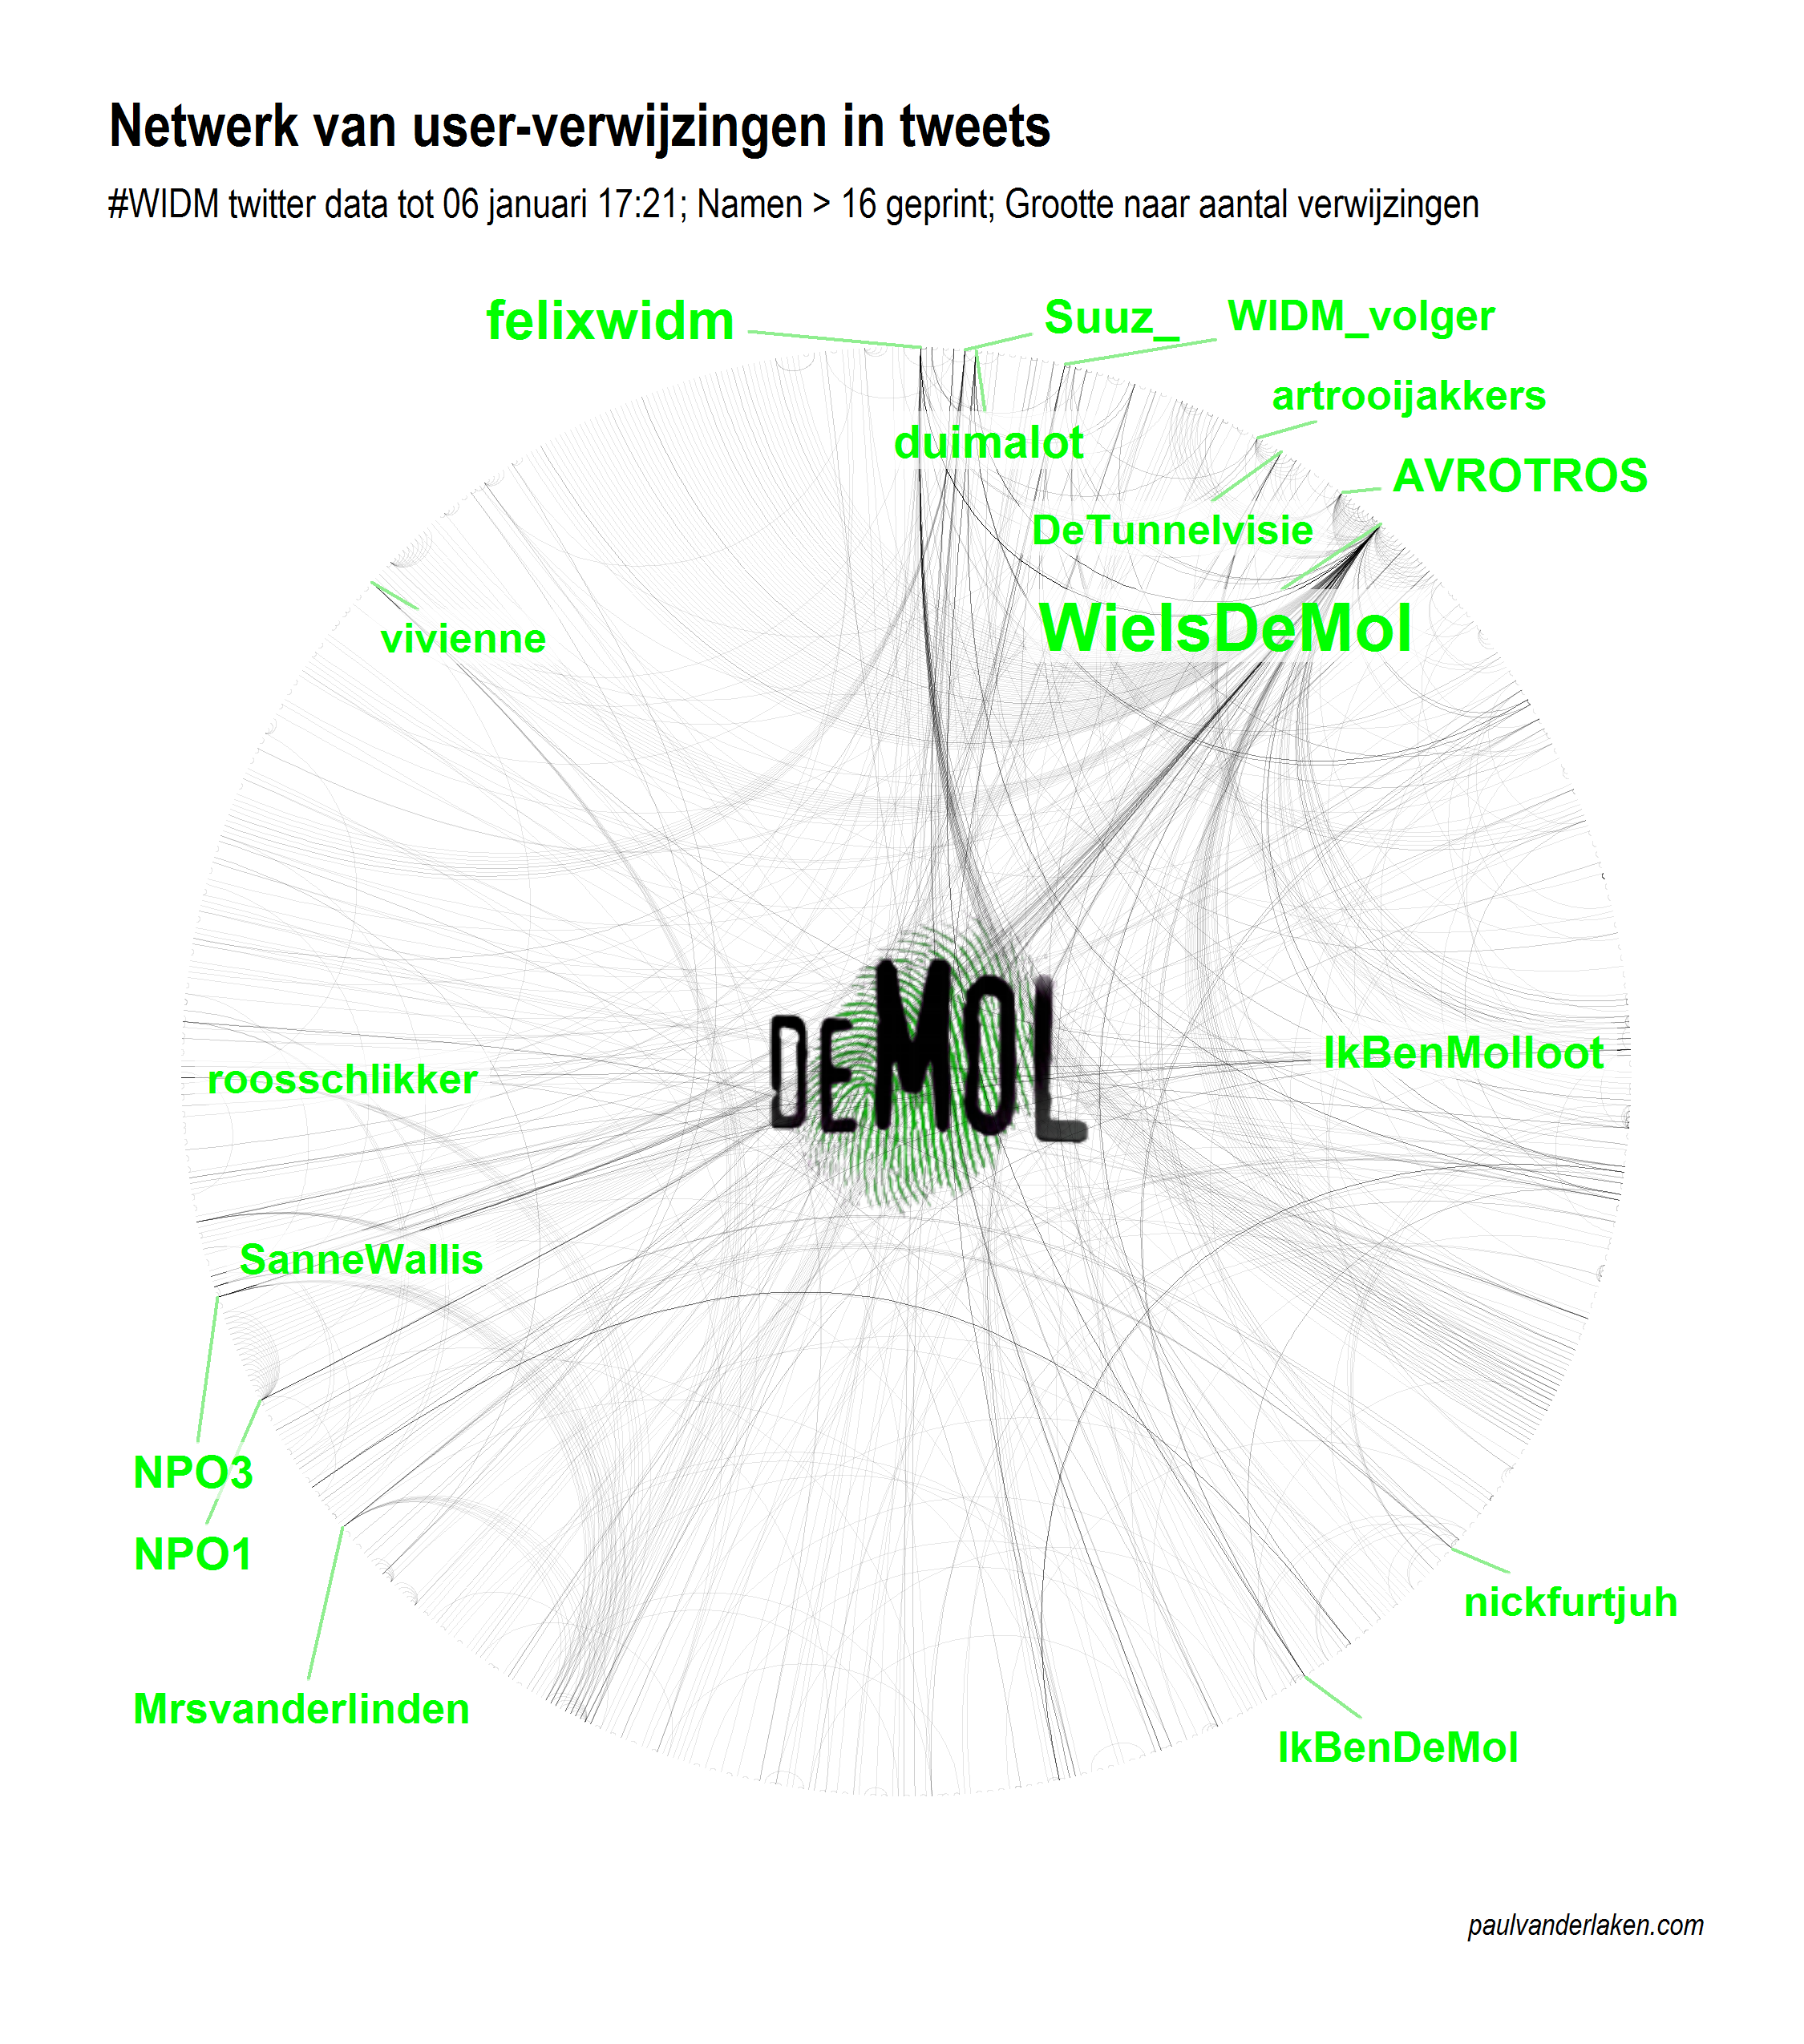 Netwerk van user-verwijzingen in tweets
#WIDM twitter data tot 06 januari 17:21; Namen > 16 geprint; Grootte naar aantal verwijzingen
felixwidm
Suuz_
WIDM_volger
artrooijakkers
duimalot
AVROTROS
DeTunnelvisie
WieIsDeMol
vivienne
DEMOL
IkBenMolloot
roosschlikker
SanneWallis
NPO3
NPO1
nickfurtjuh
Mrsvanderlinden
IkBenDeMol
paulvanderlaken.com